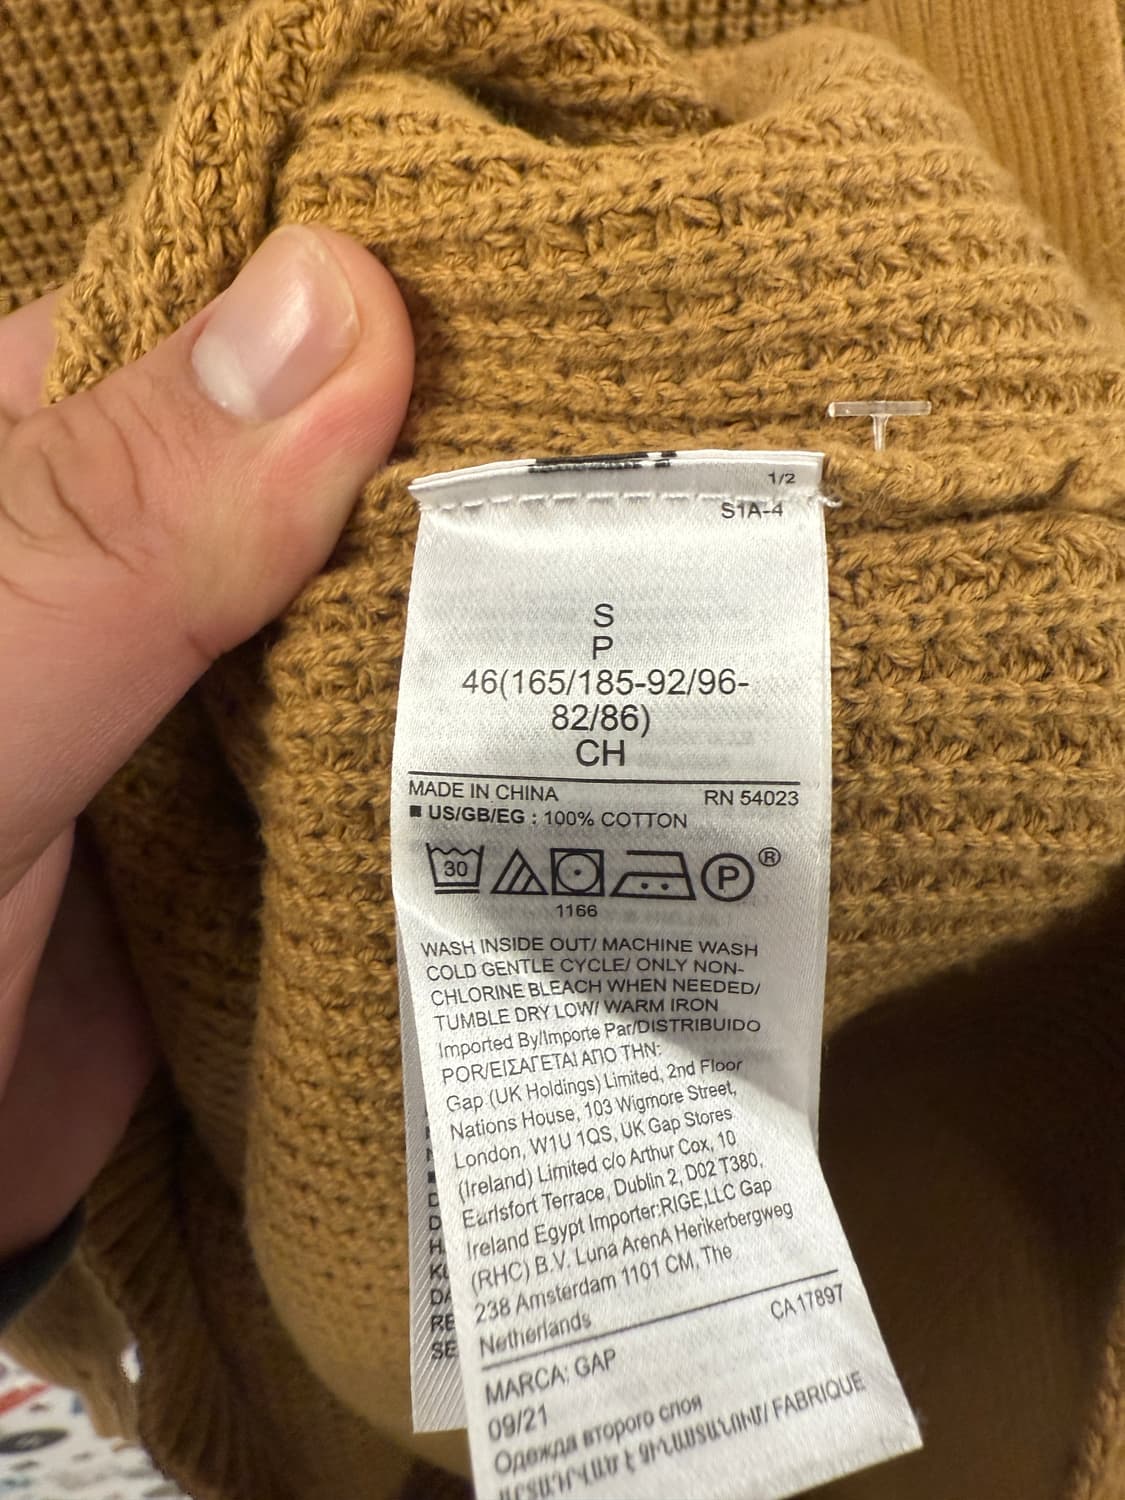 1/2
S1A-4
S
P
46(165/185-92/96-
82/86)
CH
MADE IN CHINA RN 54023
■ US/GB/EG : 100% COTTON
30 P ®
1166
WASH INSIDE OUT/ MACHINE WASH
COLD GENTLE CYCLE/ ONLY NON-
CHLORINE BLEACH WHEN NEEDED/
TUMBLE DRY LOW/ WARM IRON
Imported By/Importe Par/DISTRIBUIDO
POR/ΕΙΣΑΓΕΤΑΙ ΑΠΟ ΤΗΝ:
Gap (UK Holdings) Limited, 2nd Floor
Nations House, 103 Wigmore Street,
London, W1U 1QS, UK Gap Stores
(Ireland) Limited c/o Arthur Cox, 10
Earlsfort Terrace, Dublin 2, D02 T380,
Ireland Egypt Importer:RIGE,LLC Gap
(RHC) B.V. Luna ArenA Herikerbergweg
238 Amsterdam 1101 CM, The
Netherlands
CA17897
MARCA: GAP
09/21
Одежда второго слоя
FABRIQUE